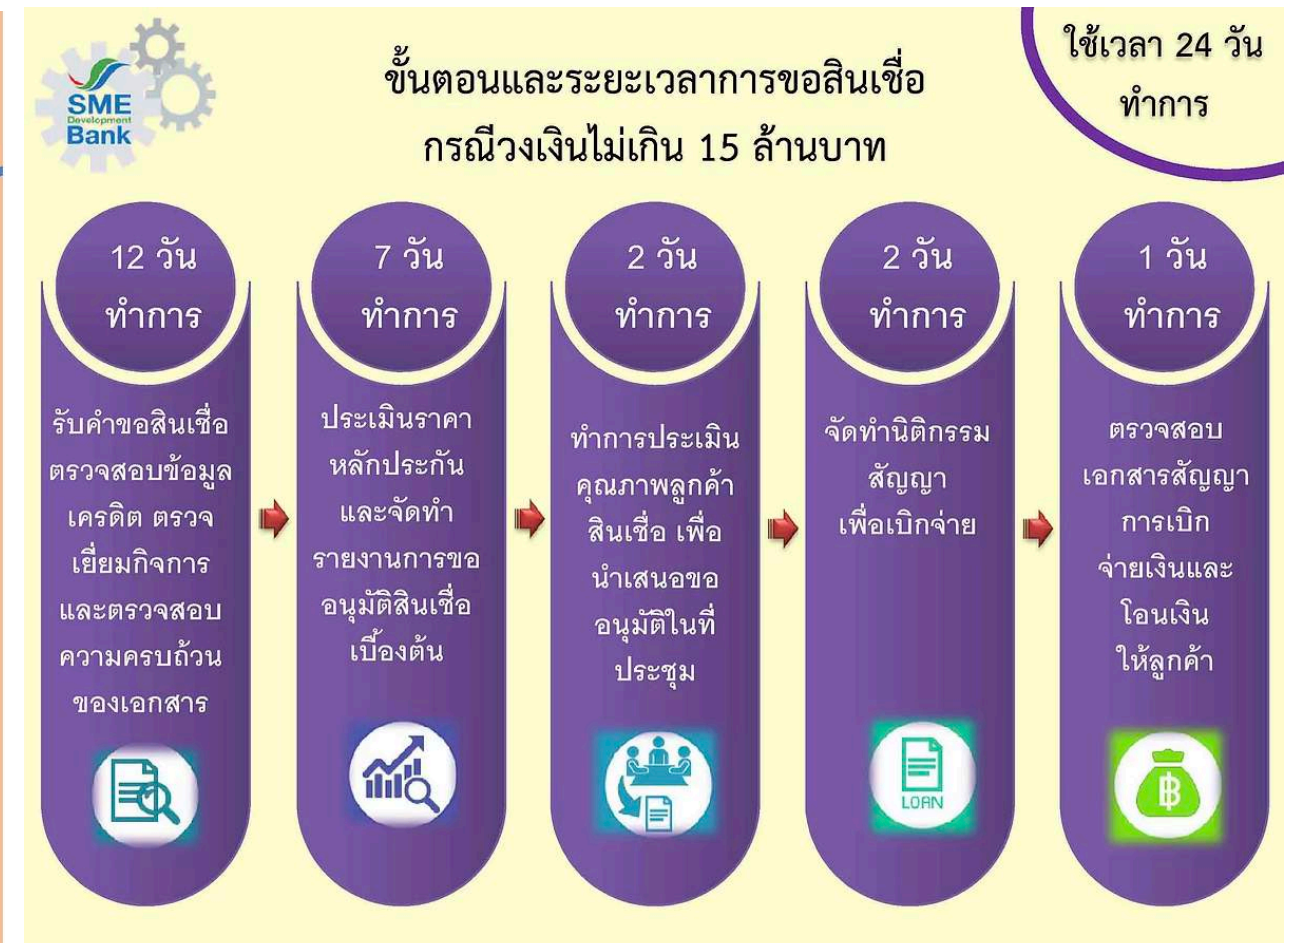 SME
Development
Bank
ขั้นตอนและระยะเวลาการขอสินเชื่อ
กรณีวงเงินไม่เกิน 15 ล้านบาท
ใช้เวลา 24 วัน
ทำการ
12 วัน
ทำการ
รับคำขอสินเชื่อ
ตรวจสอบข้อมูล
เครดิต ตรวจ
เยี่ยมกิจการ
และตรวจสอบ
ความครบถ้วน
ของเอกสาร
7 วัน
ทำการ
ประเมินราคา
หลักประกัน
และจัดทำ
รายงานการขอ
อนุมัติสินเชื่อ
เบื้องต้น
2 วัน
ทำการ
ทำการประเมิน
คุณภาพลูกค้า
สินเชื่อ เพื่อ
นำเสนอขอ
อนุมัติในที่
ประชุม
2 วัน
ทำการ
จัดทำนิติกรรม
สัญญา
เพื่อเบิกจ่าย
LOAN
1 วัน
ทำการ
ตรวจสอบ
เอกสารสัญญา
การเบิก
จ่ายเงินและ
โอนเงิน
ให้ลูกค้า
฿